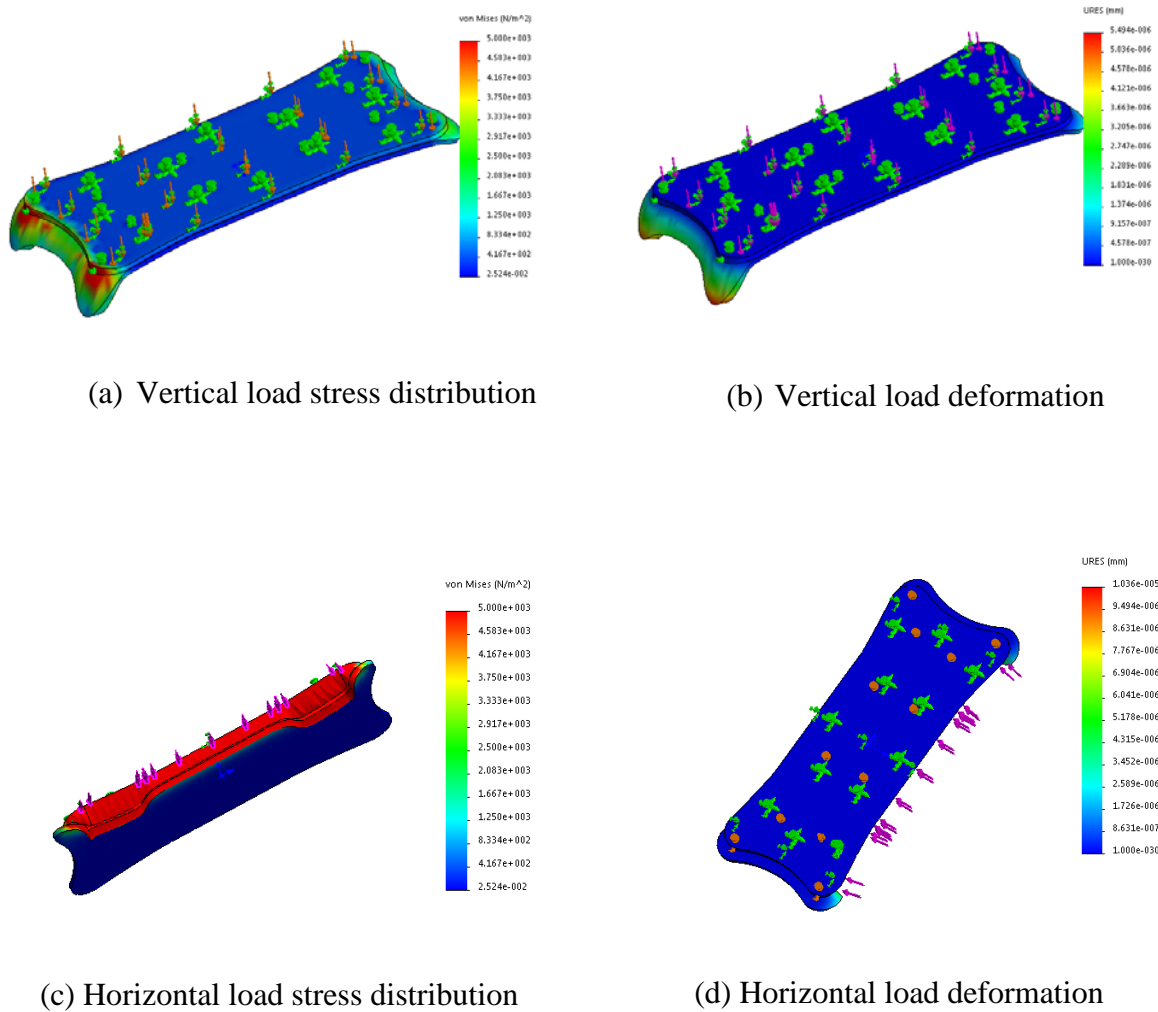 von Mises (N/m^2)
5.000e+003
4.583e+003
4.167e+003
3.750e+003
3.333e+003
2.917e+003
2.500e+003
2.083e+003
1.667e+003
1.250e+003
8.334e+002
4.167e+002
2.524e-002
URES (mm)
5.494e-006
5.036e-006
4.578e-006
4.121e-006
3.663e-006
3.205e-006
2.747e-006
2.289e-006
1.831e-006
1.374e-006
9.157e-007
4.578e-007
1.000e-030
(a) Vertical load stress distribution
(b) Vertical load deformation
von Mises (N/m^2)
5.000e+003
4.583e+003
4.167e+003
3.750e+003
3.333e+003
2.917e+003
2.500e+003
2.083e+003
1.667e+003
1.250e+003
8.334e+002
4.167e+002
2.524e-002
URES (mm)
1.036e-005
9.494e-006
8.631e-006
7.767e-006
6.904e-006
6.041e-006
5.178e-006
4.315e-006
3.452e-006
2.589e-006
1.726e-006
8.631e-007
1.000e-030
(c) Horizontal load stress distribution
(d) Horizontal load deformation